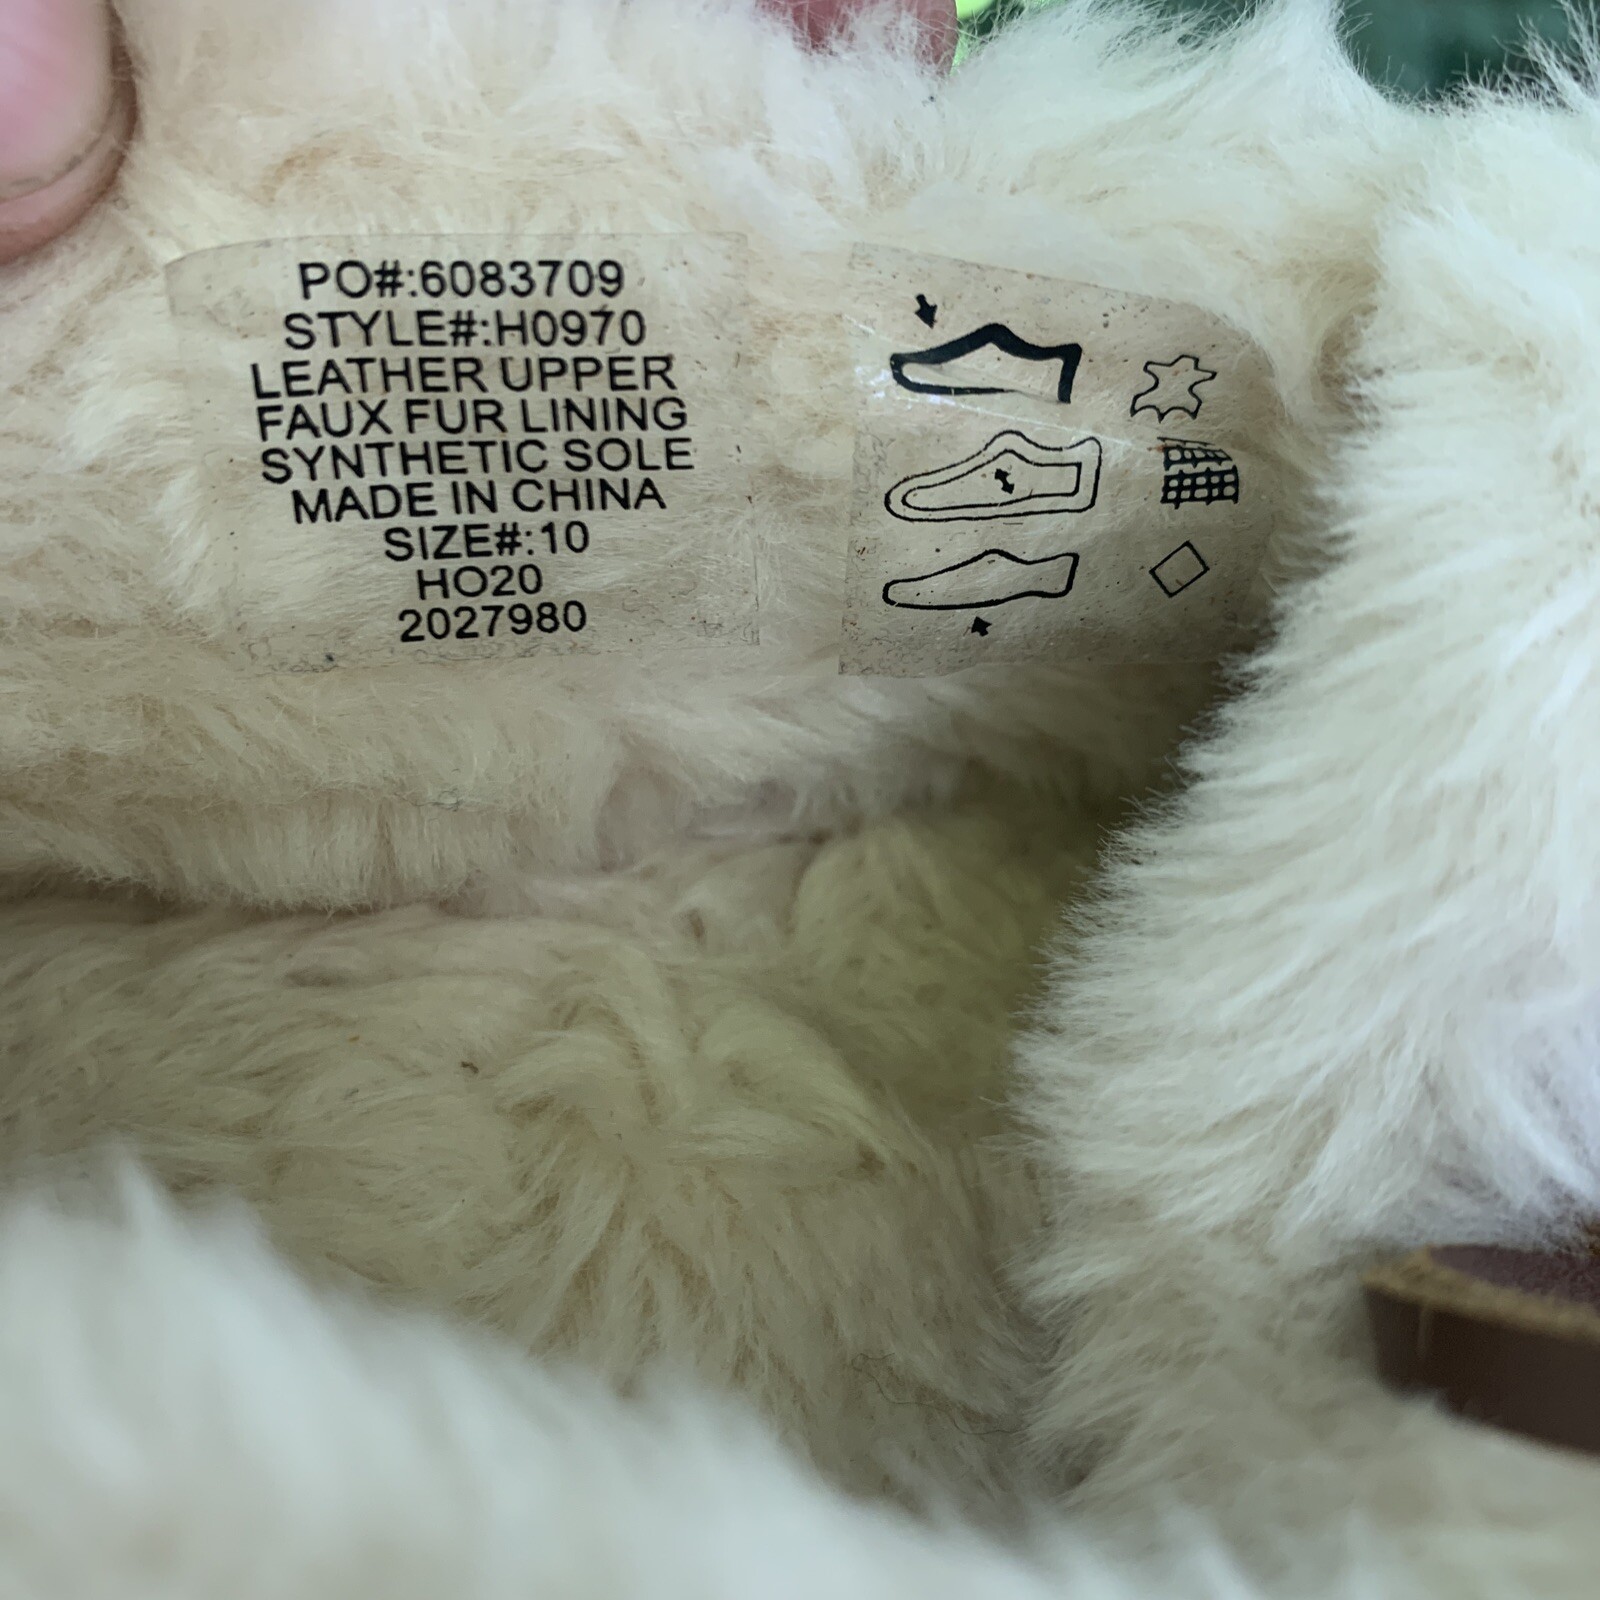 PO#:6083709
STYLE#:H0970
LEATHER UPPER
FAUX FUR LINING
SYNTHETIC SOLE
MADE IN CHINA
SIZE#:10
HO20
2027980